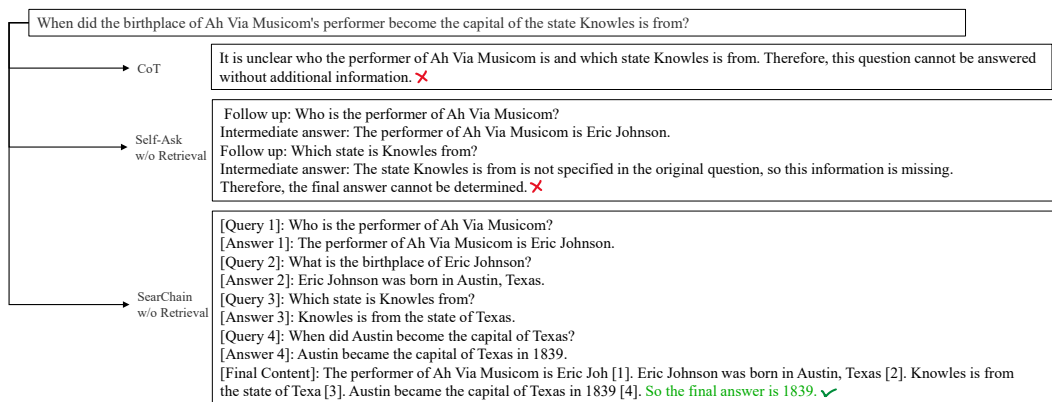 When did the birthplace of Ah Via Musicom's performer become the capital of the state Knowles is from?
CoT
It is unclear who the performer of Ah Via Musicom is and which state Knowles is from. Therefore, this question cannot be answered
without additional information.
Self-Ask
w/o Retrieval
Follow up: Who is the performer of Ah Via Musicom?
Intermediate answer: The performer of Ah Via Musicom is Eric Johnson.
Follow up: Which state is Knowles from?
Intermediate answer: The state Knowles is from is not specified in the original question, so this information is missing.
Therefore, the final answer cannot be determined.
SearChain
w/o Retrieval
[Query 1]: Who is the performer of Ah Via Musicom?
[Answer 1]: The performer of Ah Via Musicom is Eric Johnson.
[Query 2]: What is the birthplace of Eric Johnson?
[Answer 2]: Eric Johnson was born in Austin, Texas.
[Query 3]: Which state is Knowles from?
[Answer 3]: Knowles is from the state of Texas.
[Query 4]: When did Austin become the capital of Texas?
[Answer 4]: Austin became the capital of Texas in 1839.
[Final Content]: The performer of Ah Via Musicom is Eric Joh [1]. Eric Johnson was born in Austin, Texas [2]. Knowles is from
the state of Texa [3]. Austin became the capital of Texas in 1839 [4]. So the final answer is 1839.